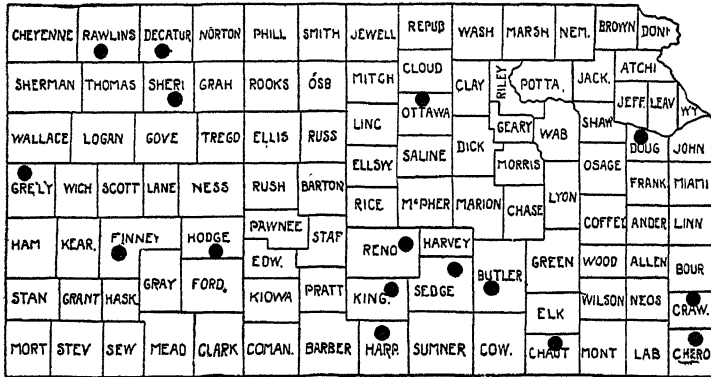 CHEYENNE RAWLINS DECATUR NORTON PHILL SMITH JEWELL REPUB WASH MARSH NEM. BROWN DONI
SHERMAN THOMAS SHERI GRAH ROOKS OSB MITCH CLOUD CLAY RILEY POTTA. JACK. ATCHI
OTTAWA JEFF. LEAV WY
WALLACE LOGAN GOVE TREGO ELLIS RUSS LINC DICK GEARY WAB SHAW DOUG JOHN
ELLSW. SALINE MORRIS OSAGE
GRE'LY WICH SCOTT LANE NESS RUSH BARTON FRANK MIAMI
RICE McPHER MARION CHASE LYON
HAM KEAR. FINNEY HODGE PAWNEE STAF RENO HARVEY COFFEY ANDER LINN
EDW. BUTLER GREEN WOOD ALLEN BOUR
STAN GRANT HASK. GRAY FORD. KIOWA PRATT KING. SEDGE ELK WILSON NEOS CRAW.
MORT STEV SEW MEAD CLARK COMAN. BARBER HARP. SUMNER COW. CHAUT MONT LAB CHERO